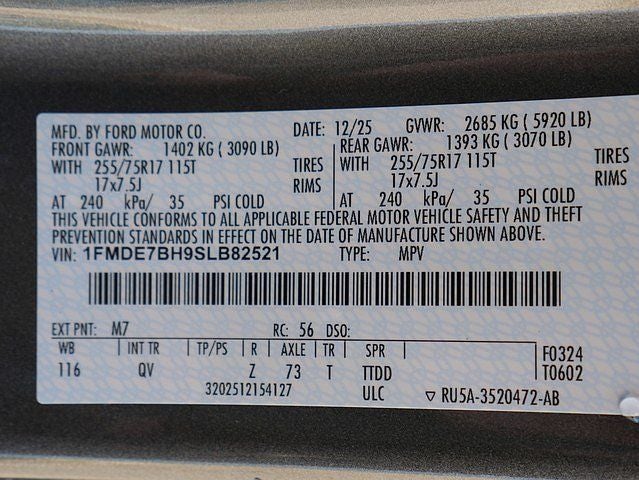 MFD. BY FORD MOTOR CO. DATE: 12/25 GVWR: 2685 KG ( 5920 LB)
FRONT GAWR: 1402 KG ( 3090 LB) REAR GAWR: 1393 KG ( 3070 LB)
WITH 255/75R17 115T TIRES WITH 255/75R17 115T TIRES
17x7.5J RIMS 17x7.5J RIMS
AT 240 kPa/ 35 PSI COLD AT 240 kPa/ 35 PSI COLD
THIS VEHICLE CONFORMS TO ALL APPLICABLE FEDERAL MOTOR VEHICLE SAFETY AND THEFT
PREVENTION STANDARDS IN EFFECT ON THE DATE OF MANUFACTURE SHOWN ABOVE.
VIN: 1FMDE7BH9SLB82521 TYPE: MPV
EXT PNT: M7 RC: 56 DSO:
WB INT TR TP/PS R AXLE TR SPR F0324
116 QV Z 73 T TTDD T0602
3202512154127 ULC ▽ RU5A-3520472-AB